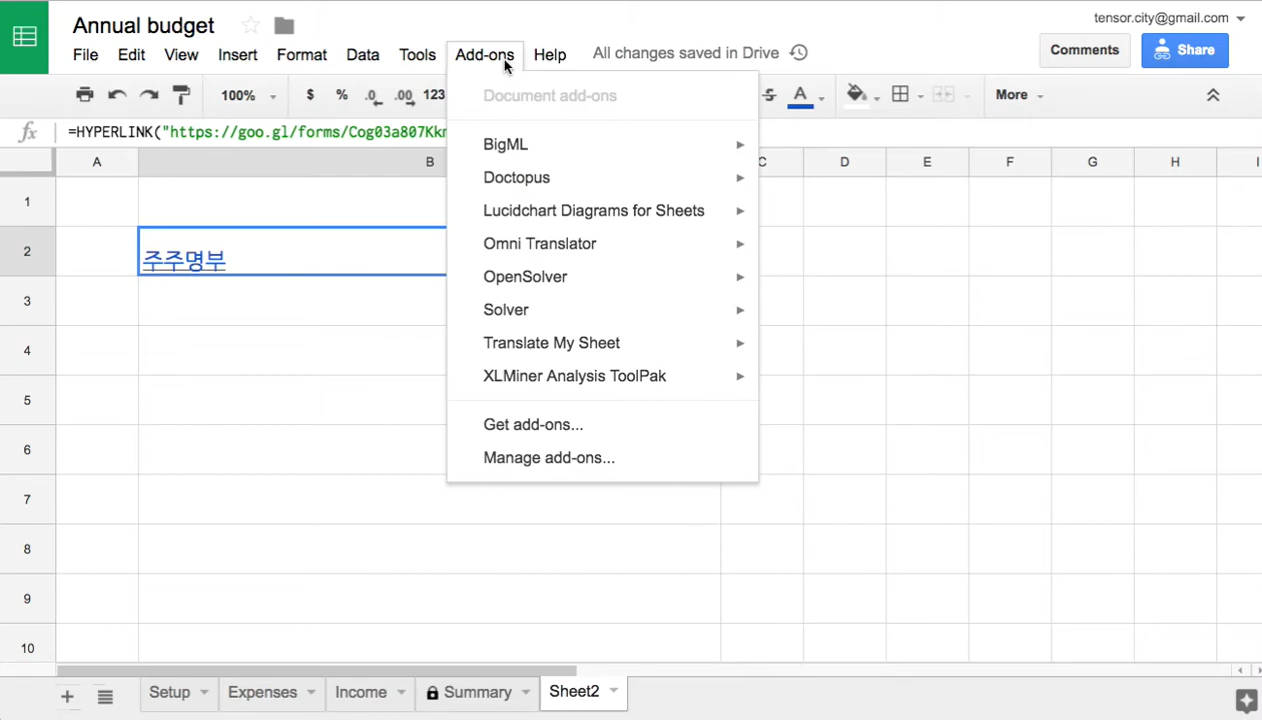 Annual budget
tensor.city@gmail.com
File Edit View Insert Format Data Tools Add-ons Help All changes saved in Drive
Comments Share
100% $ % .0 .00 123 A More
fx =HYPERLINK("https://goo.gl/forms/Cog03a807Kk
Document add-ons
BigML
Doctopus
Lucidchart Diagrams for Sheets
Omni Translator
OpenSolver
Solver
Translate My Sheet
XLMiner Analysis ToolPak
Get add-ons...
Manage add-ons...
A B C D E F G H I
1
2 주주명부
3
4
5
6
7
8
9
10
Setup Expenses Income Summary Sheet2